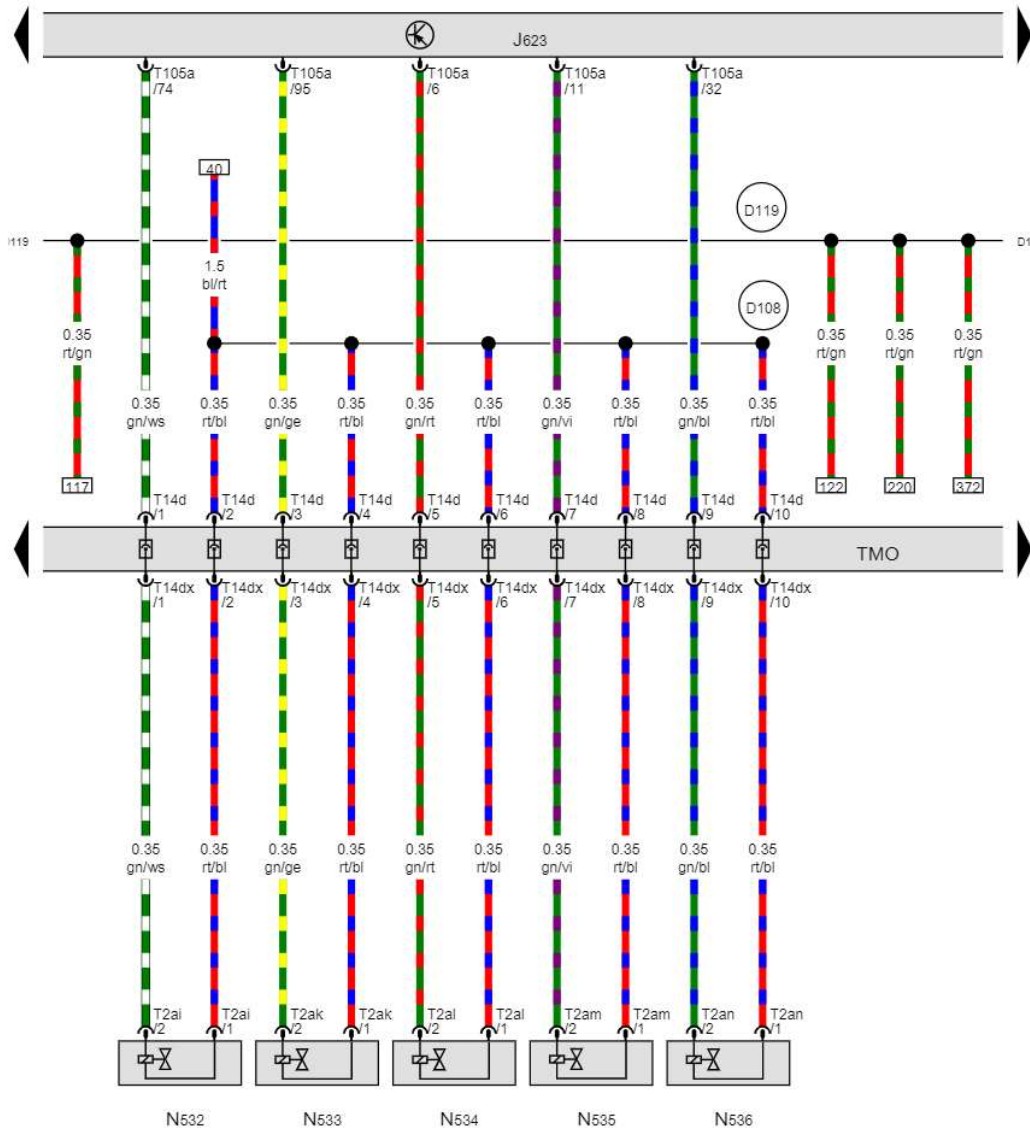 J623
T105a T105a T105a T105a T105a
/74 /95 /6 /11 /32
40
D119
119 D1
1.5
bl/rt
D108
0.35 0.35 0.35 0.35
rt/gn rt/gn rt/gn rt/gn
0.35 0.35 0.35 0.35 0.35 0.35 0.35 0.35 0.35 0.35
gn/ws rt/bl gn/ge rt/bl gn/rt rt/bl gn/vi rt/bl gn/bl rt/bl
117 122 220 372
T14d T14d T14d T14d T14d T14d T14d T14d T14d T14d
/1 /2 /3 /4 /5 /6 /7 /8 /9 /10
TMO
T14dx T14dx T14dx T14dx T14dx T14dx T14dx T14dx T14dx T14dx
/1 /2 /3 /4 /5 /6 /7 /8 /9 /10
0.35 0.35 0.35 0.35 0.35 0.35 0.35 0.35 0.35 0.35
gn/ws rt/bl gn/ge rt/bl gn/rt rt/bl gn/vi rt/bl gn/bl rt/bl
T2ai T2ai T2ak T2ak T2al T2al T2am T2am T2an T2an
/2 /1 /2 /1 /2 /1 /2 /1 /2 /1
N532 N533 N534 N535 N536